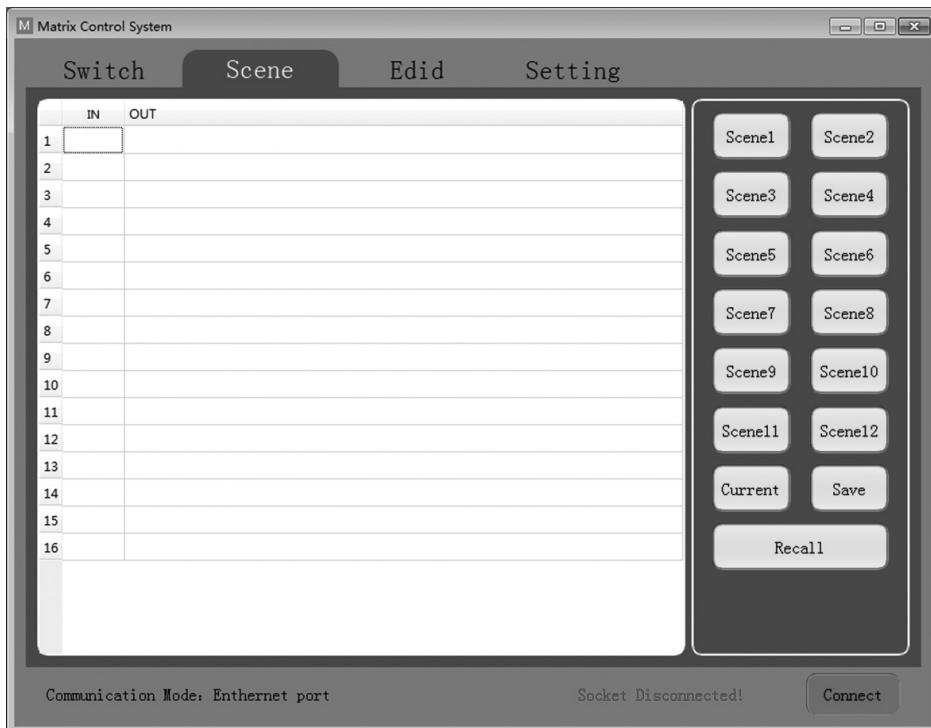 M Matrix Control System
Switch Scene Edid Setting
IN OUT
1
2
3
4
5
6
7
8
9
10
11
12
13
14
15
16
Scene1 Scene2
Scene3 Scene4
Scene5 Scene6
Scene7 Scene8
Scene9 Scene10
Scene11 Scene12
Current Save
Recall
Communication Mode: Enthernet port Socket Disconnected! Connect